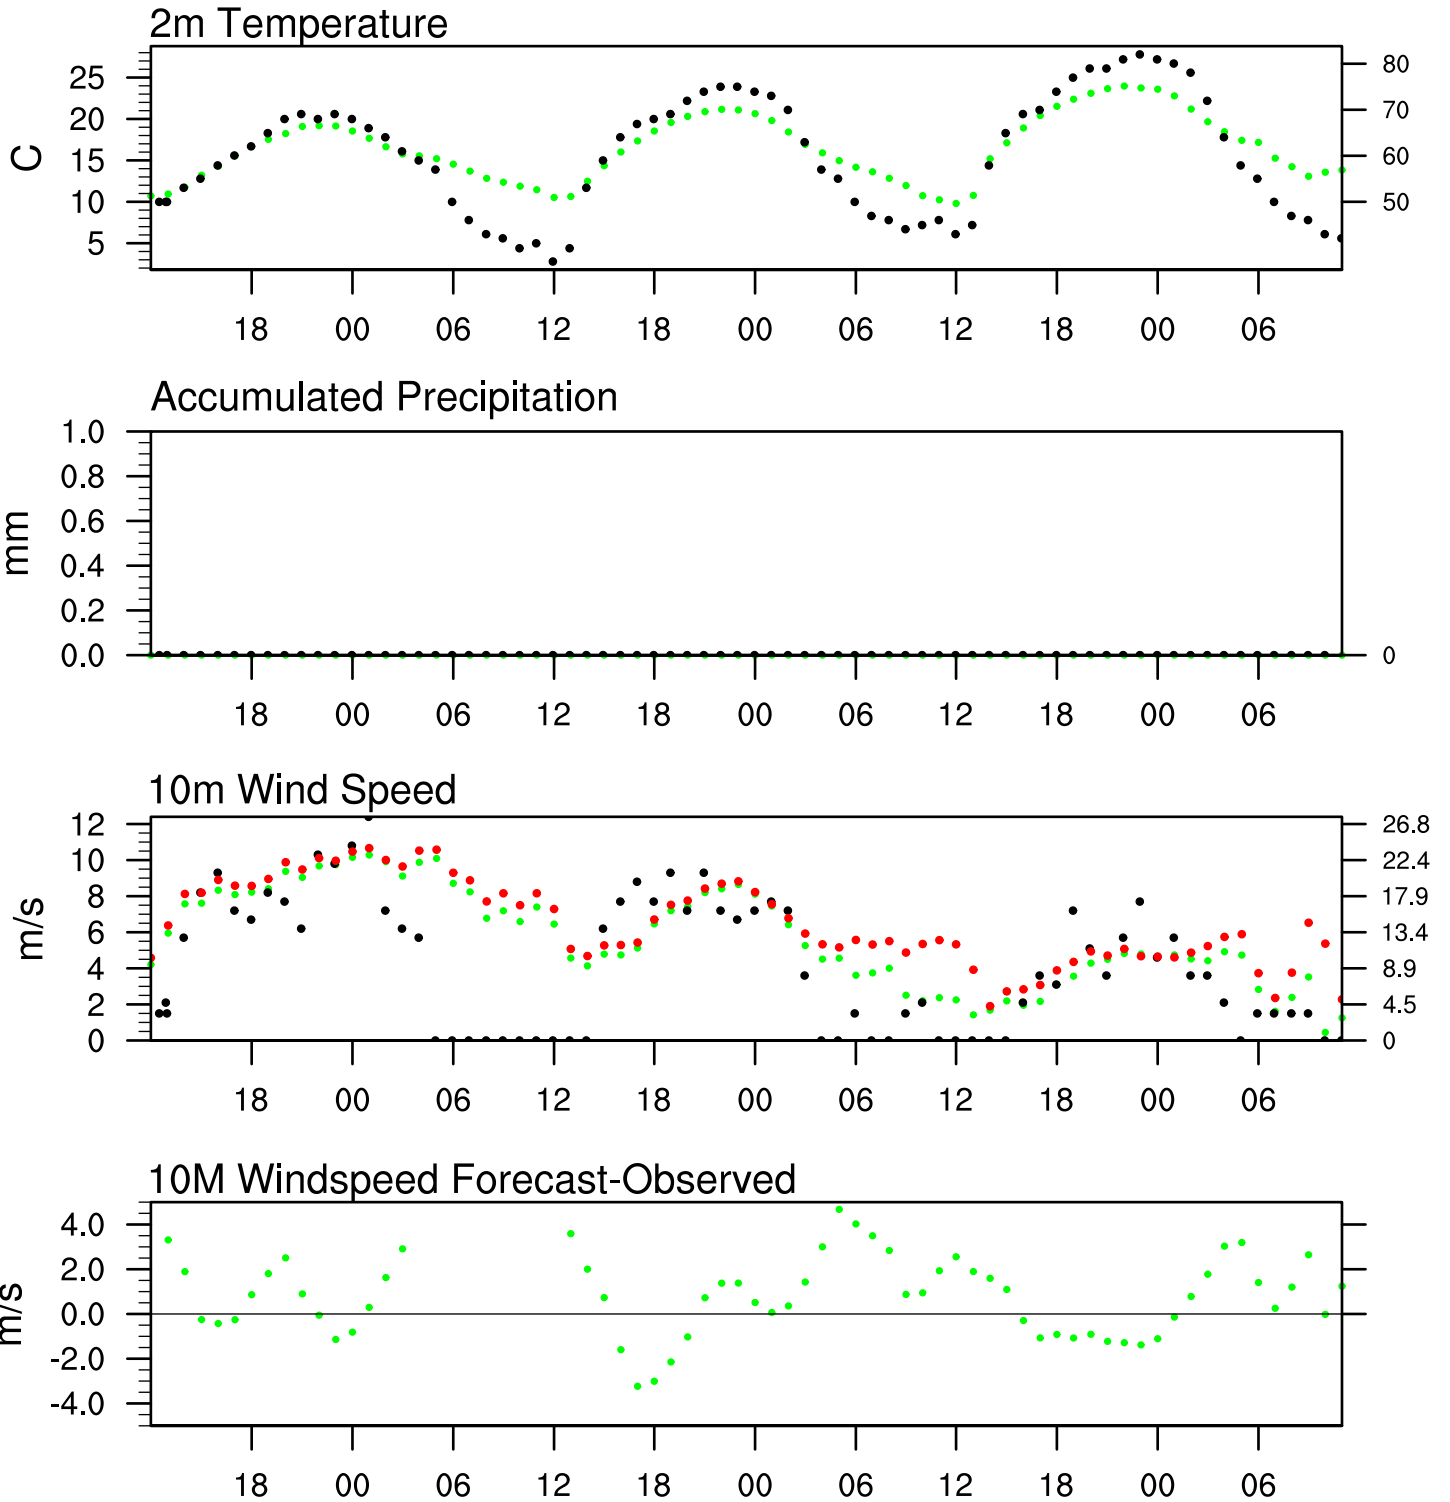 2m Temperature
25
20
15
10
5
C
80
70
60
50
18 00 06 12 18 00 06 12 18 00 06
Accumulated Precipitation
1.0
0.8
0.6
0.4
0.2
0.0
mm
0
18 00 06 12 18 00 06 12 18 00 06
10m Wind Speed
12
10
8
6
4
2
0
m/s
26.8
22.4
17.9
13.4
8.9
4.5
0
18 00 06 12 18 00 06 12 18 00 06
10M Windspeed Forecast-Observed
4.0
2.0
0.0
-2.0
-4.0
m/s
18 00 06 12 18 00 06 12 18 00 06